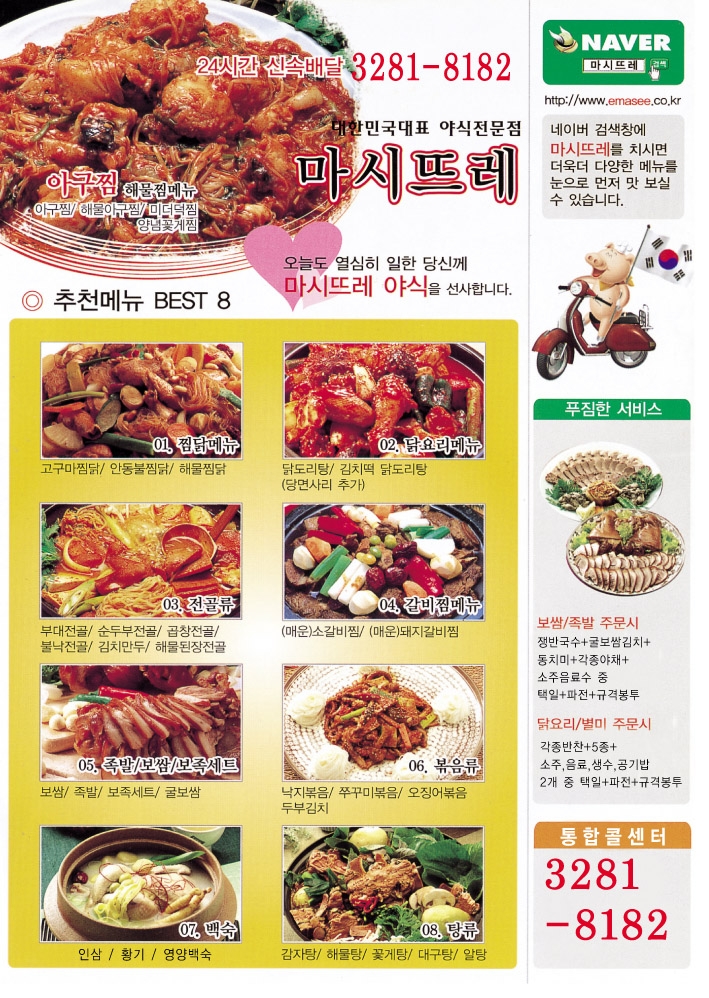 24시간 신속배달 3281-8182
대한민국대표 야식전문점
마시뜨레
아구찜 해물찜메뉴
아구찜/ 해물아구찜/ 미더덕찜
양념꽃게찜
오늘도 열심히 일한 당신께
마시뜨레 야식을 선사합니다.
◎ 추천메뉴 BEST 8
01. 찜닭메뉴
고구마찜닭/ 안동불찜닭/ 해물찜닭
02. 닭요리메뉴
닭도리탕/ 김치떡 닭도리탕
(당면사리 추가)
03. 전골류
부대전골/ 순두부전골/ 곱창전골/
불낙전골/ 김치만두/ 해물된장전골
04. 갈비찜메뉴
(매운)소갈비찜/ (매운)돼지갈비찜
05. 족발/보쌈/보족세트
보쌈/ 족발/ 보족세트/ 굴보쌈
06. 볶음류
낙지볶음/ 쭈꾸미볶음/ 오징어볶음
두부김치
07. 백숙
인삼 / 황기 / 영양백숙
08. 탕류
감자탕/ 해물탕/ 꽃게탕/ 대구탕/ 알탕
NAVER
마시뜨레 검색
http://www.emasee.co.kr
네이버 검색창에
마시뜨레를 치시면
더욱더 다양한 메뉴를
눈으로 먼저 맛 보실
수 있습니다.
푸짐한 서비스
보쌈/족발 주문시
쟁반국수+굴보쌈김치+
동치미+각종야채+
소주음료수 중
택일+파전+규격봉투
닭요리/별미 주문시
각종반찬+5종+
소주,음료,생수,공기밥
2개 중 택일+파전+규격봉투
통합콜센터
3281
-8182